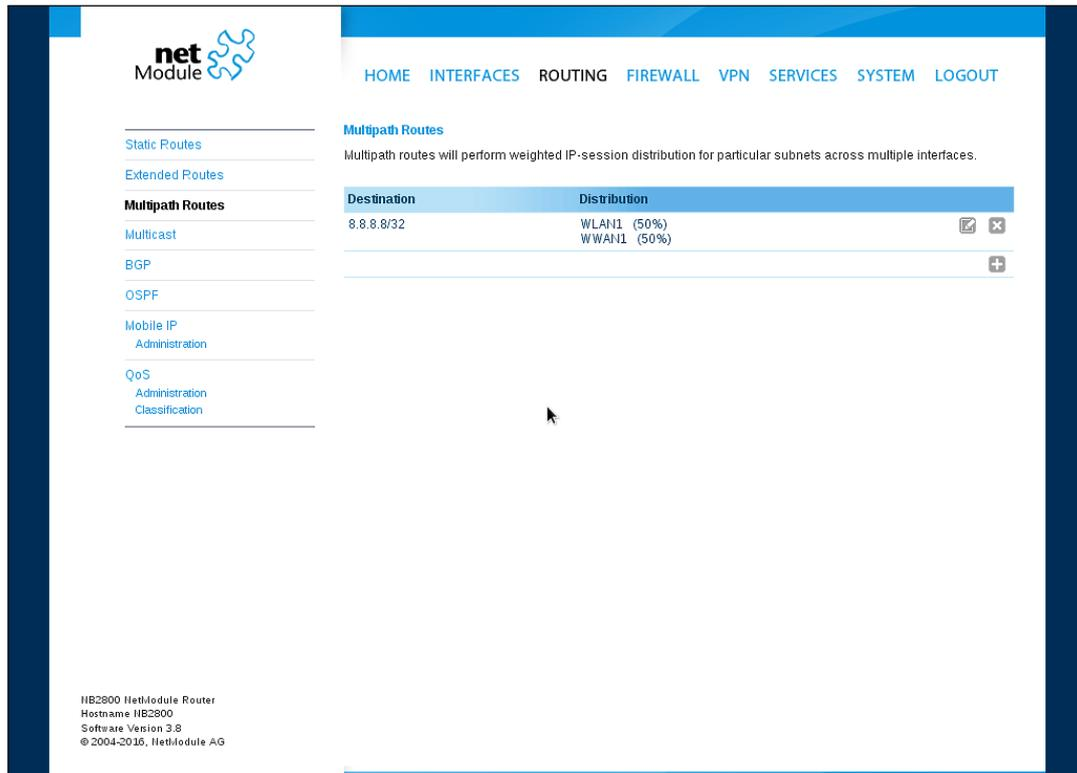 net
Module
HOME INTERFACES ROUTING FIREWALL VPN SERVICES SYSTEM LOGOUT
Static Routes
Extended Routes
Multipath Routes
Multicast
BGP
OSPF
Mobile IP
Administration
QoS
Administration
Classification
Multipath Routes
Multipath routes will perform weighted IP-session distribution for particular subnets across multiple interfaces.
Destination Distribution
8.8.8.8/32 WLAN1 (50%)
WWAN1 (50%)
NB2800 NetModule Router
Hostname NB2800
Software Version 3.8
© 2004-2016, NetModule AG